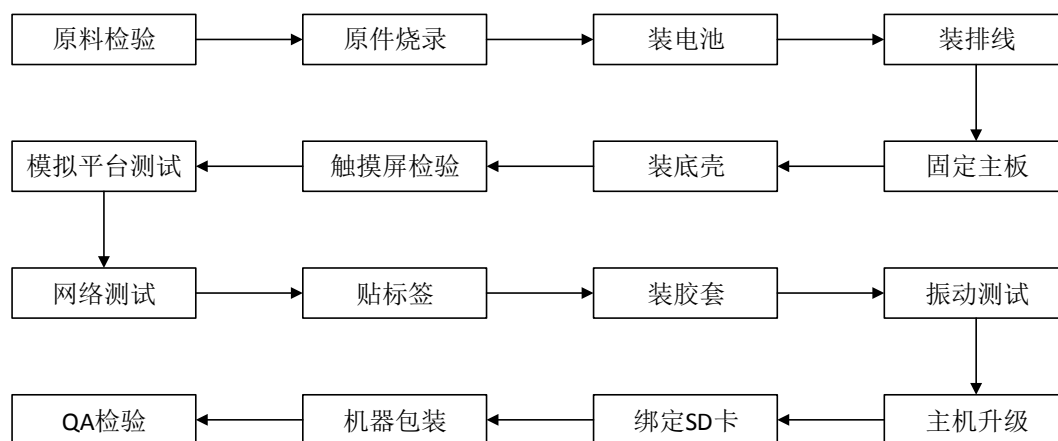 原料检验
原件烧录
装电池
装排线
模拟平台测试
触摸屏检验
装底壳
固定主板
网络测试
贴标签
装胶套
振动测试
QA检验
机器包装
绑定SD卡
主机升级